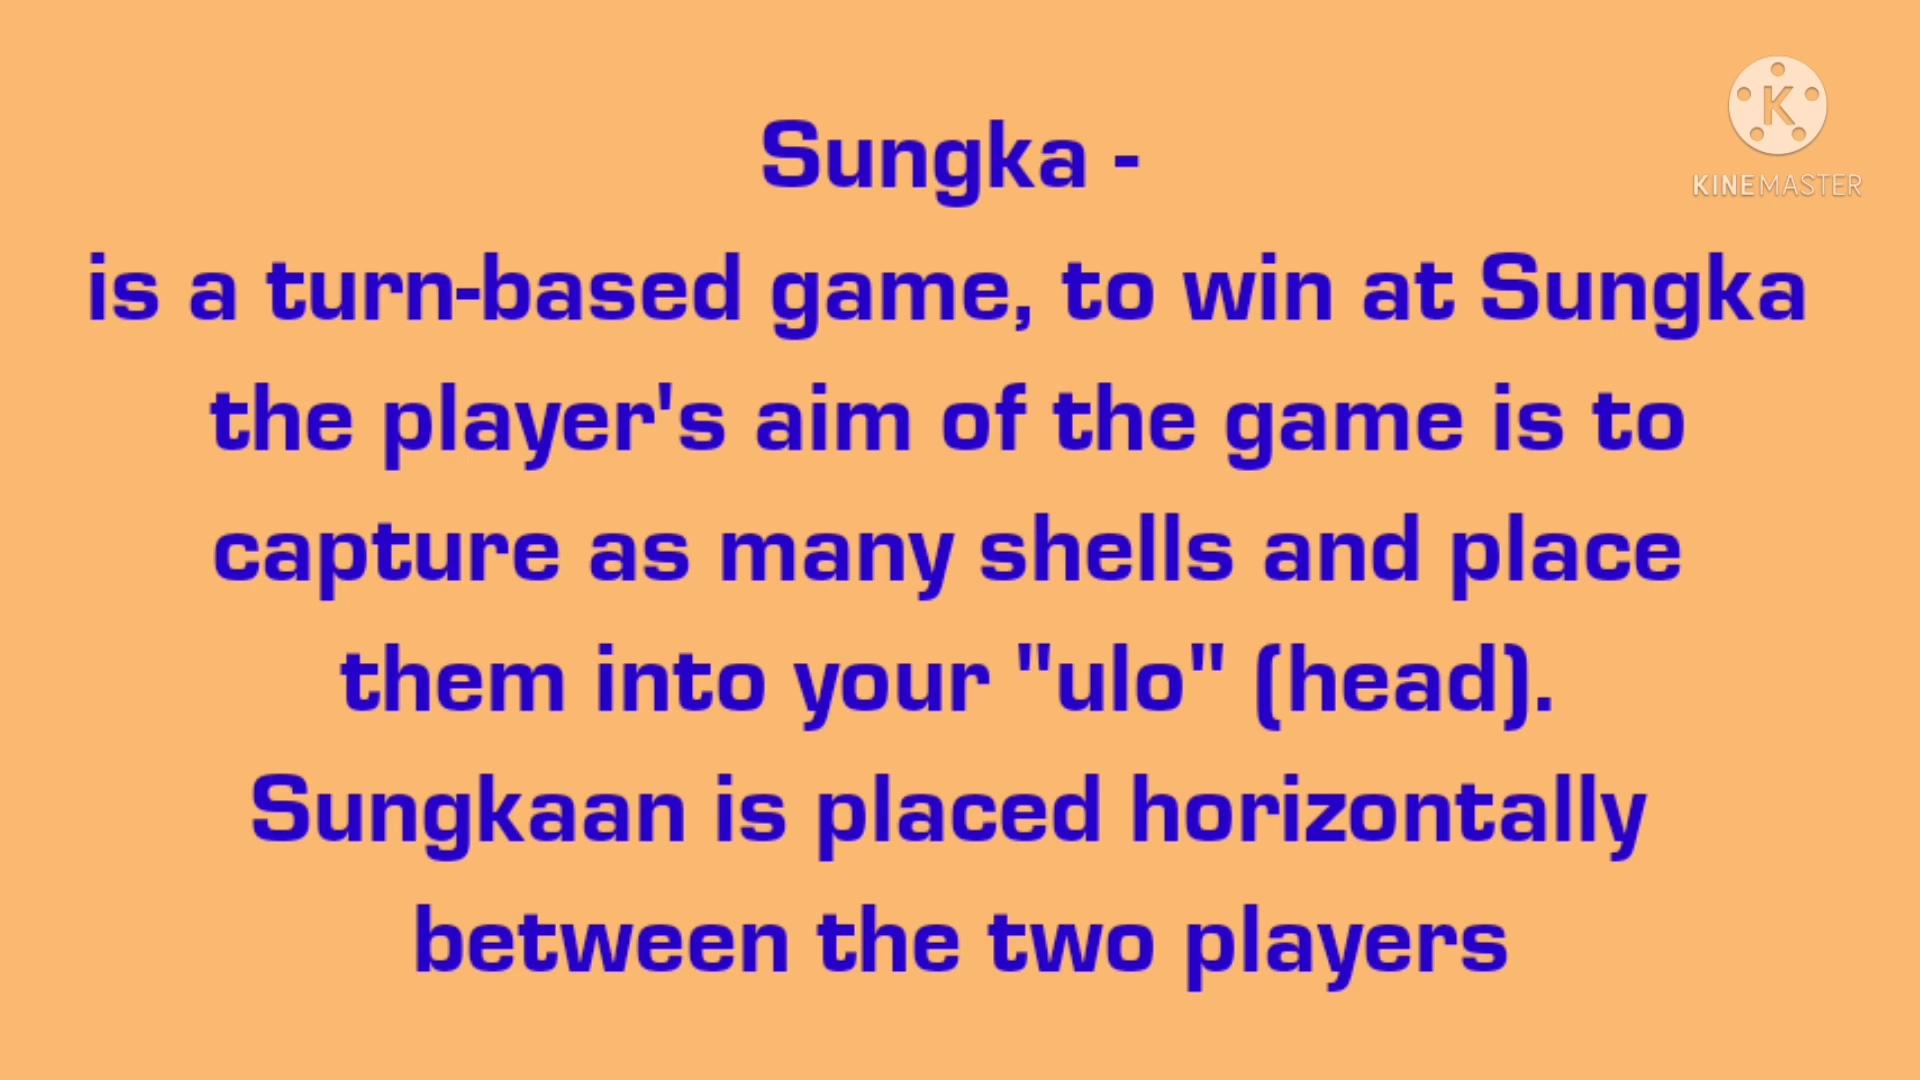 Sungka -
K
KINEMASTER
is a turn-based game, to win at Sungka
the player's aim of the game is to
capture as many shells and place
them into your "ulo" (head).
Sungkaan is placed horizontally
between the two players